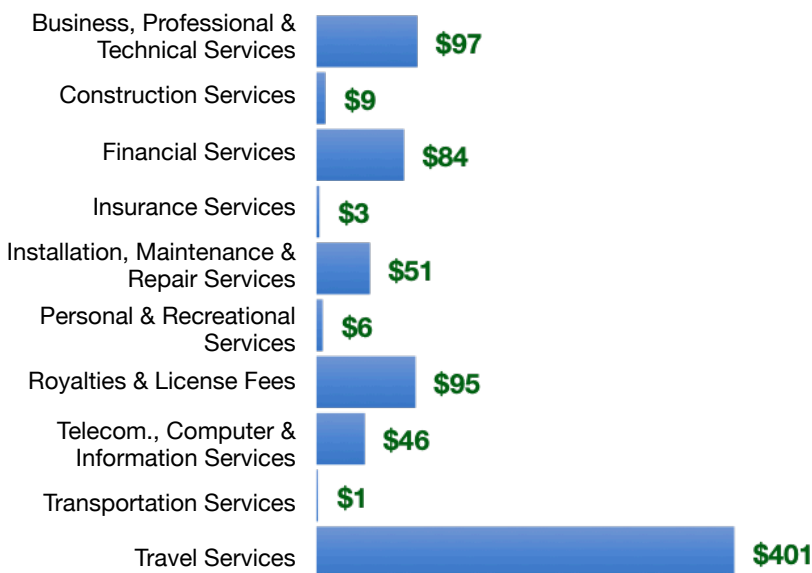 Business, Professional &
Technical Services
$97
Construction Services
$9
Financial Services
$84
Insurance Services
$3
Installation, Maintenance &
Repair Services
$51
Personal & Recreational
Services
$6
Royalties & License Fees
$95
Telecom., Computer &
Information Services
$46
Transportation Services
$1
Travel Services
$401